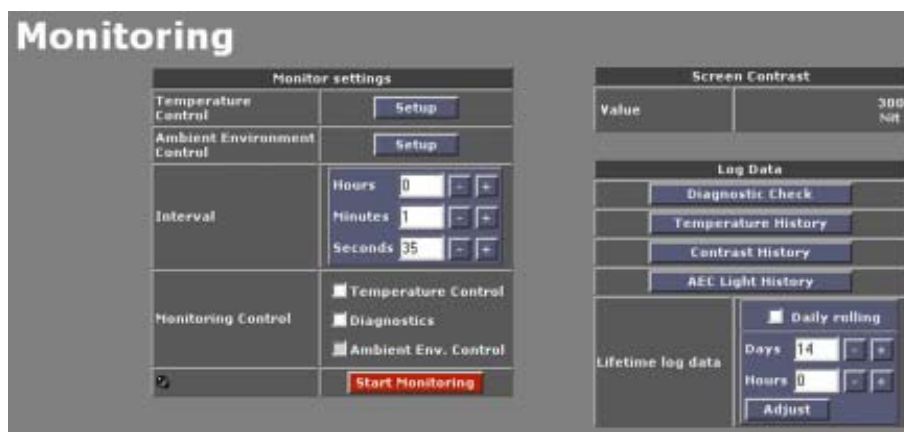 Monitoring
Monitor settings
Temperature
Control
Setup
Ambient Environment
Control
Setup
Interval
Hours 0 - +
Minutes 1 - +
Seconds 35 - +
Monitoring Control
Temperature Control
Diagnostics
Ambient Env. Control
Start Monitoring
Screen Contrast
Value
300
Nit
Log Data
Diagnostic Check
Temperature History
Contrast History
AEC Light History
Lifetime log data
Daily rolling
Days 14 - +
Hours 0 - +
Adjust